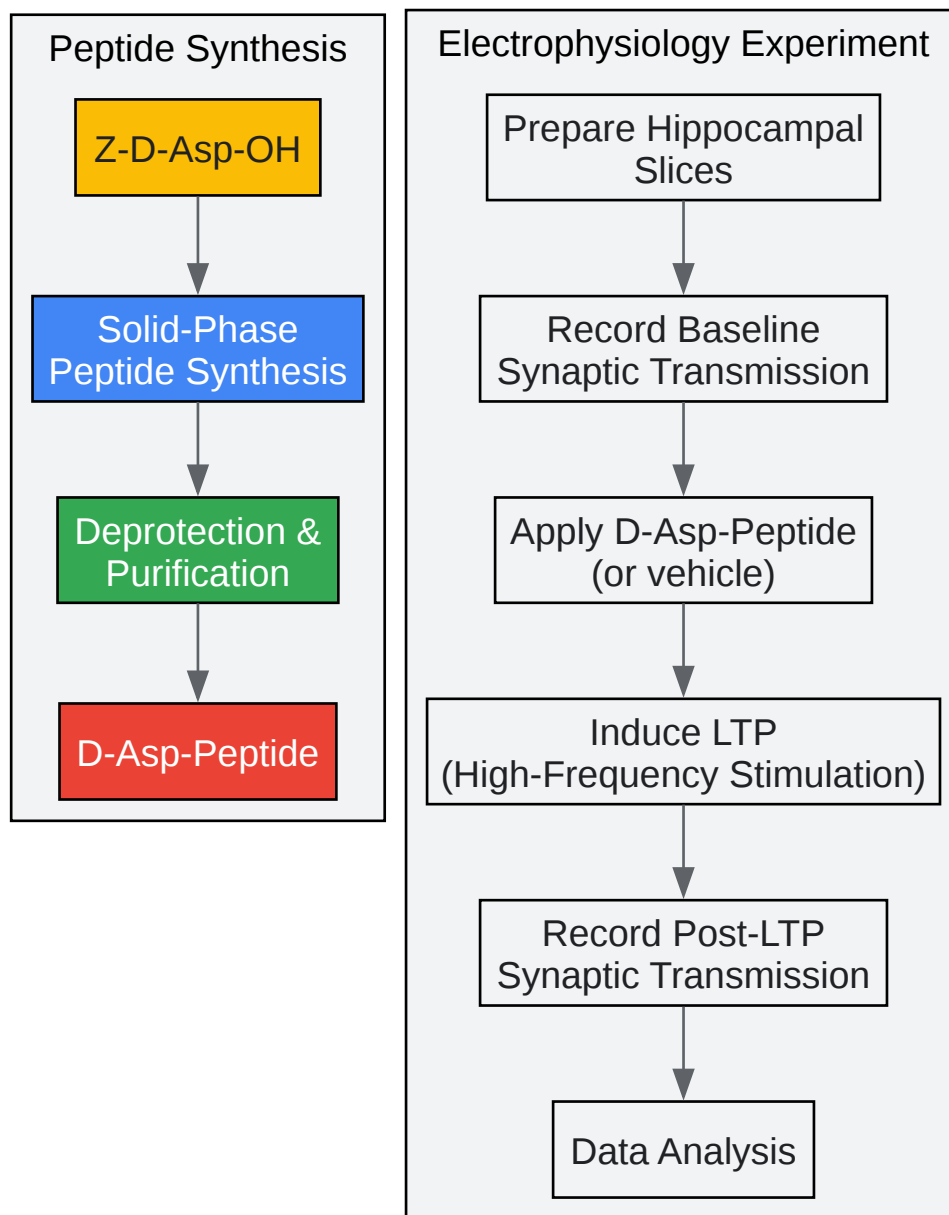 Peptide Synthesis
Z-D-Asp-OH
Solid-Phase
Peptide Synthesis
Deprotection &
Purification
D-Asp-Peptide
Electrophysiology Experiment
Prepare Hippocampal
Slices
Record Baseline
Synaptic Transmission
Apply D-Asp-Peptide
(or vehicle)
Induce LTP
(High-Frequency Stimulation)
Record Post-LTP
Synaptic Transmission
Data Analysis